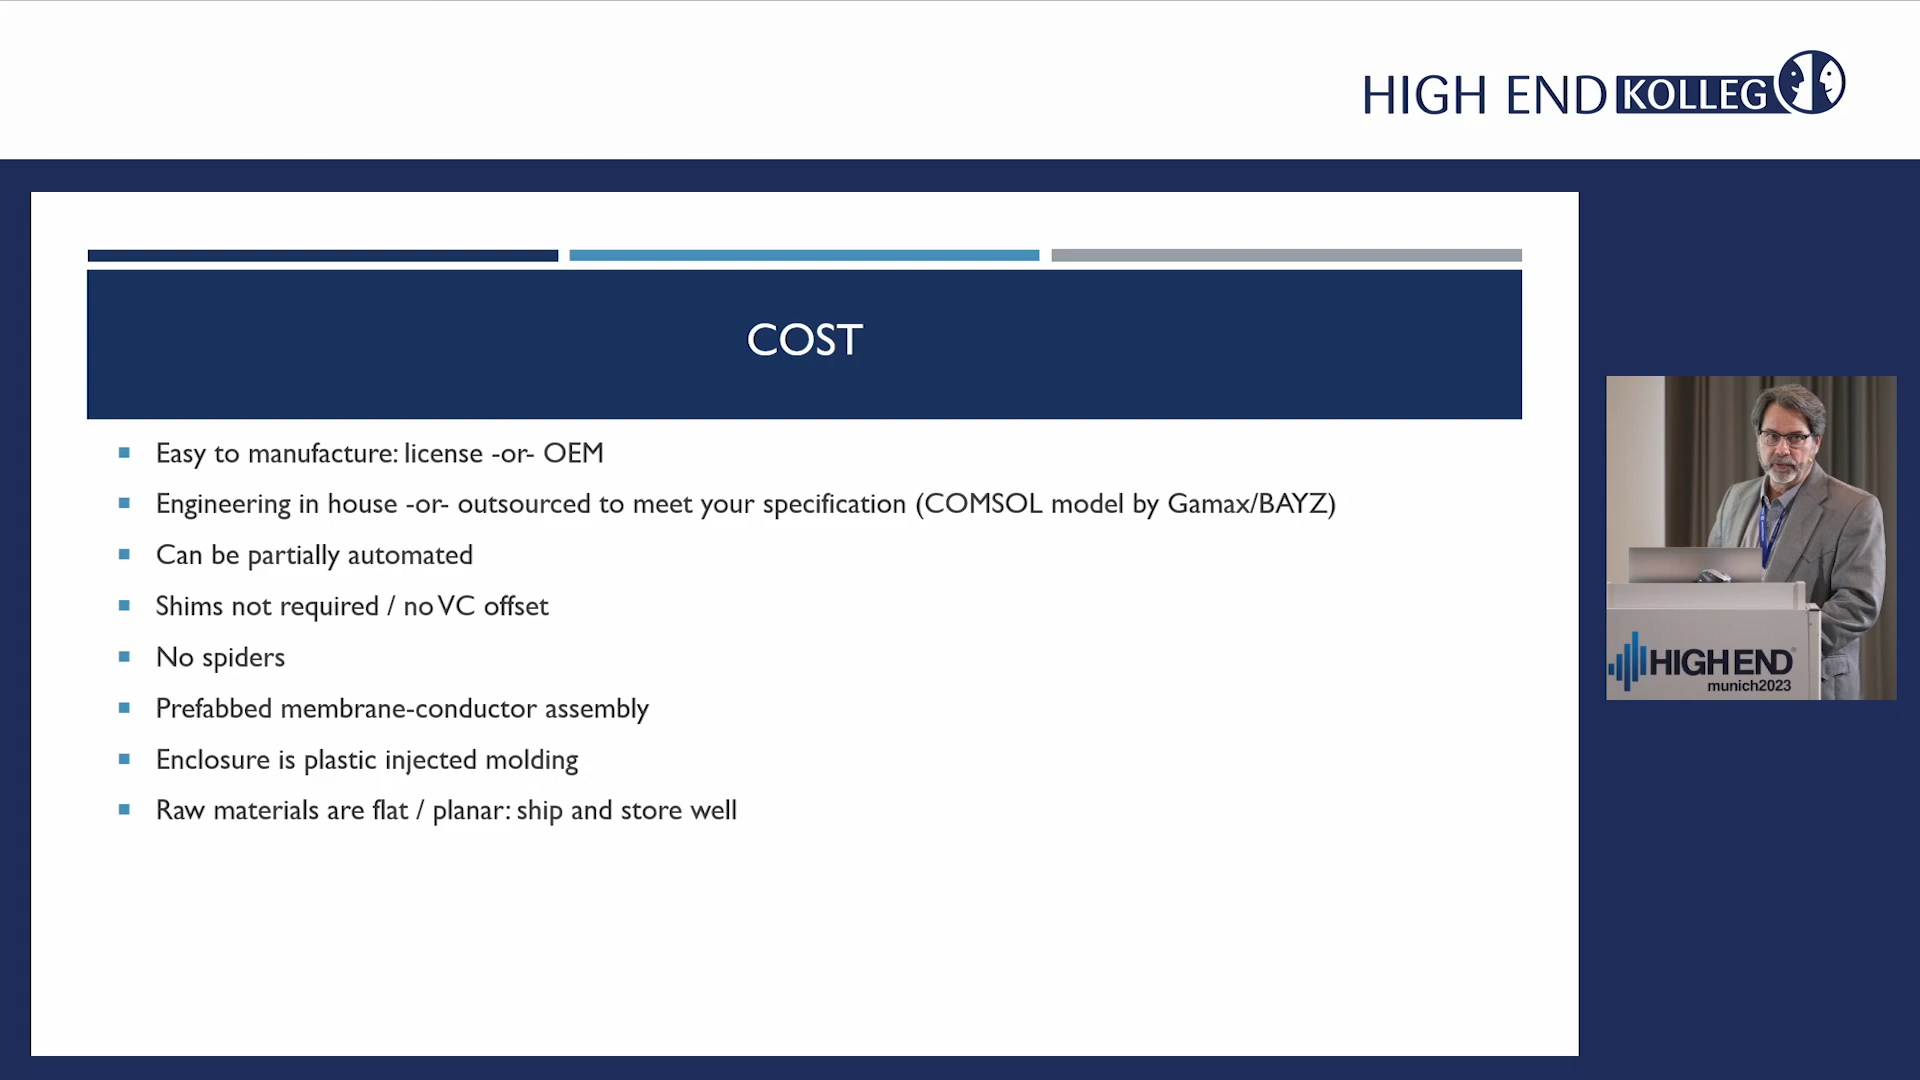 HIGH END KOLLEG
COST
Easy to manufacture: license -or- OEM
Engineering in house -or- outsourced to meet your specification (COMSOL model by Gamax/BAYZ)
Can be partially automated
Shims not required / no VC offset
No spiders
Prefabbed membrane-conductor assembly
Enclosure is plastic injected molding
Raw materials are flat / planar: ship and store well
HIGH END®
munich2023